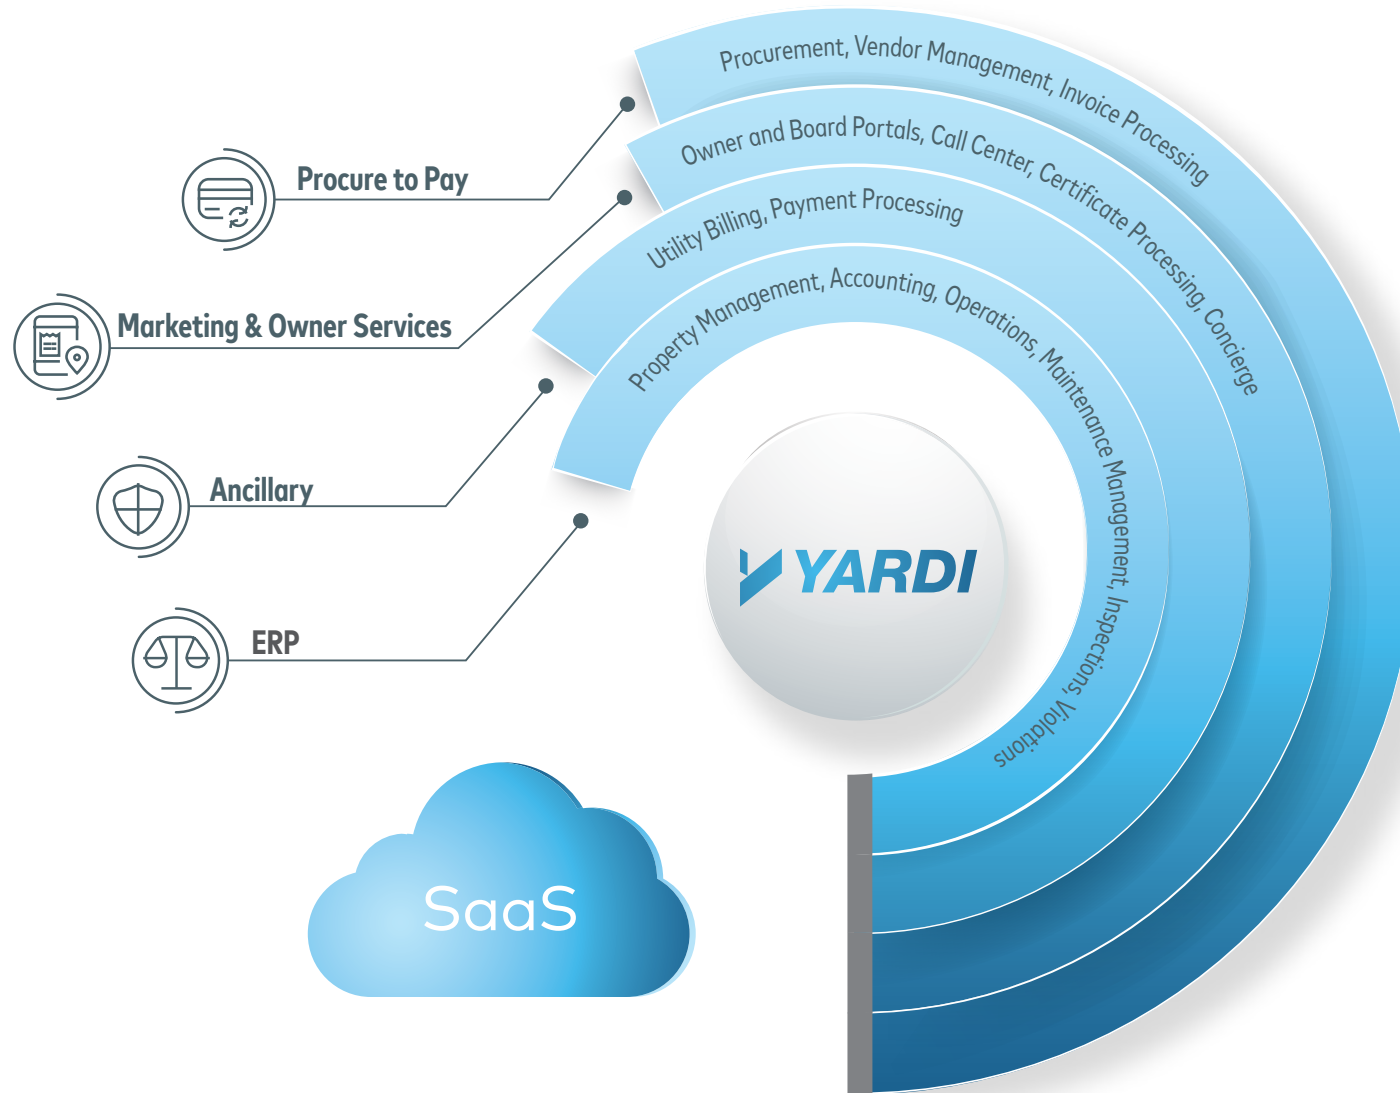 Procurement, Vendor Management, Invoice Processing
Owner and Board Portals, Call Center, Certificate Processing, Concierge
Utility Billing, Payment Processing
Property Management, Accounting, Operations, Maintenance Management, Inspections, Violations
Procure to Pay
Marketing & Owner Services
Ancillary
ERP
YARDI
SaaS